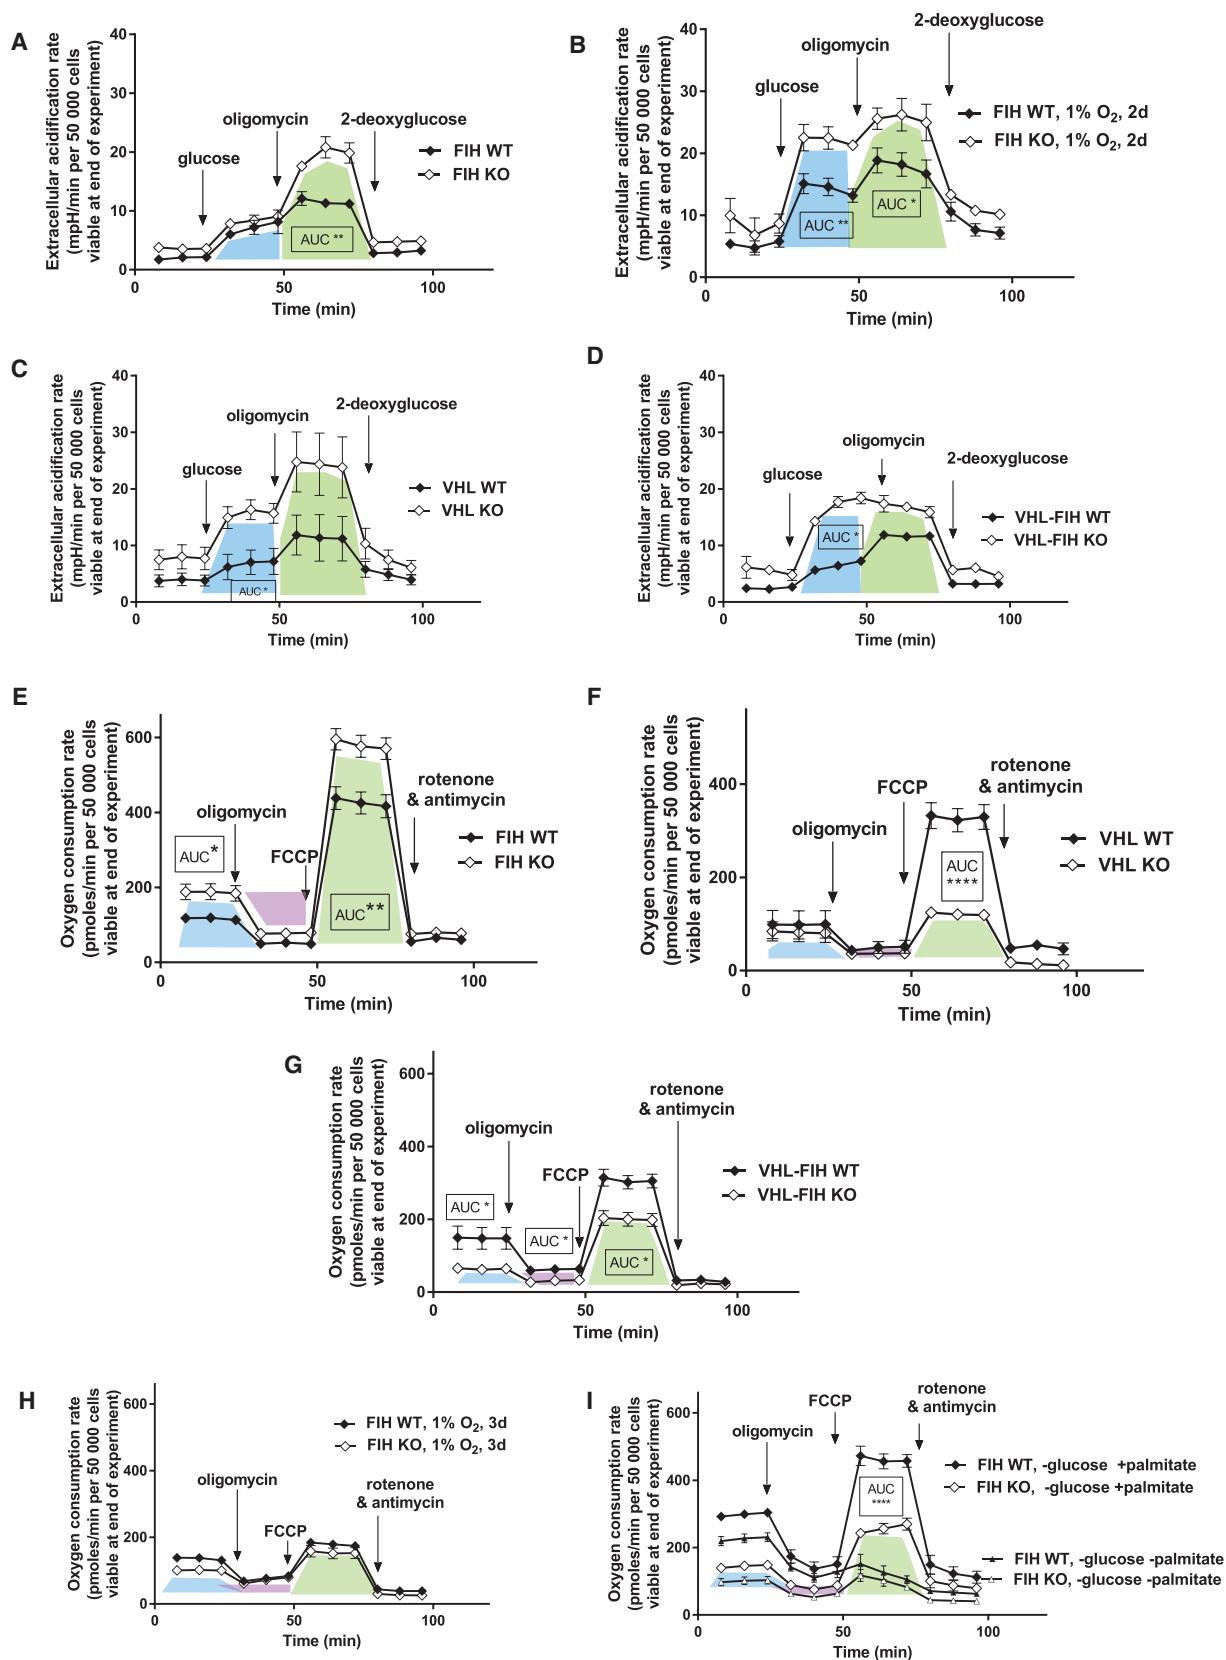 A
Extracellular acidification rate
(mpH/min per 50 000 cells
viable at end of experiment)
40
30
20
10
0
0
50
100
Time (min)
glucose
oligomycin
2-deoxyglucose
AUC **
FIH WT
FIH KO
B
Extracellular acidification rate
(mpH/min per 50 000 cells
viable at end of experiment)
40
30
20
10
0
0
50
100
Time (min)
glucose
oligomycin
2-deoxyglucose
AUC **
AUC *
FIH WT, 1% O2, 2d
FIH KO, 1% O2, 2d
C
Extracellular acidification rate
(mpH/min per 50 000 cells
viable at end of experiment)
40
30
20
10
0
0
50
100
Time (min)
glucose
oligomycin
2-deoxyglucose
AUC *
VHL WT
VHL KO
D
Extracellular acidification rate
(mpH/min per 50 000 cells
viable at end of experiment)
40
30
20
10
0
0
50
100
Time (min)
glucose
oligomycin
2-deoxyglucose
AUC *
VHL-FIH WT
VHL-FIH KO
E
Oxygen consumption rate
(pmoles/min per 50 000 cells
viable at end of experiment)
600
400
200
0
0
50
100
Time (min)
oligomycin
FCCP
rotenone
& antimycin
AUC*
AUC**
FIH WT
FIH KO
F
Oxygen consumption rate
(pmoles/min per 50 000 cells
viable at end of experiment)
400
200
0
0
50
100
Time (min)
oligomycin
FCCP
rotenone
& antimycin
AUC
****
VHL WT
VHL KO
G
Oxygen consumption rate
(pmoles/min per 50 000 cells
viable at end of experiment)
600
400
200
0
0
50
100
Time (min)
oligomycin
FCCP
rotenone
& antimycin
AUC *
AUC *
AUC *
VHL-FIH WT
VHL-FIH KO
H
Oxygen consumption rate
(pmoles/min per 50 000 cells
viable at end of experiment)
600
400
200
0
0
50
100
Time (min)
oligomycin
FCCP
rotenone
& antimycin
FIH WT, 1% O2, 3d
FIH KO, 1% O2, 3d
I
Oxygen consumption rate
(pmoles/min per 50 000 cells
viable at end of experiment)
600
400
200
0
0
50
100
Time (min)
oligomycin
FCCP
rotenone
& antimycin
AUC
****
FIH WT, -glucose +palmitate
FIH KO, -glucose +palmitate
FIH WT, -glucose -palmitate
FIH KO, -glucose -palmitate